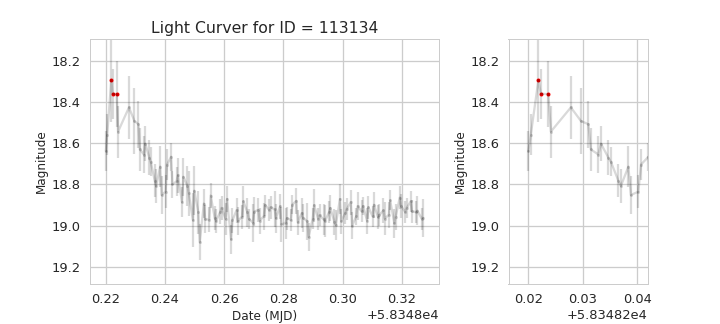 Light Curver for ID = 113134
Magnitude
18.2
18.4
18.6
18.8
19.0
19.2
0.22 0.24 0.26 0.28 0.30 0.32
Date (MJD)
+5.8348e4
Magnitude
18.2
18.4
18.6
18.8
19.0
19.2
0.02 0.03 0.04
+5.83482e4